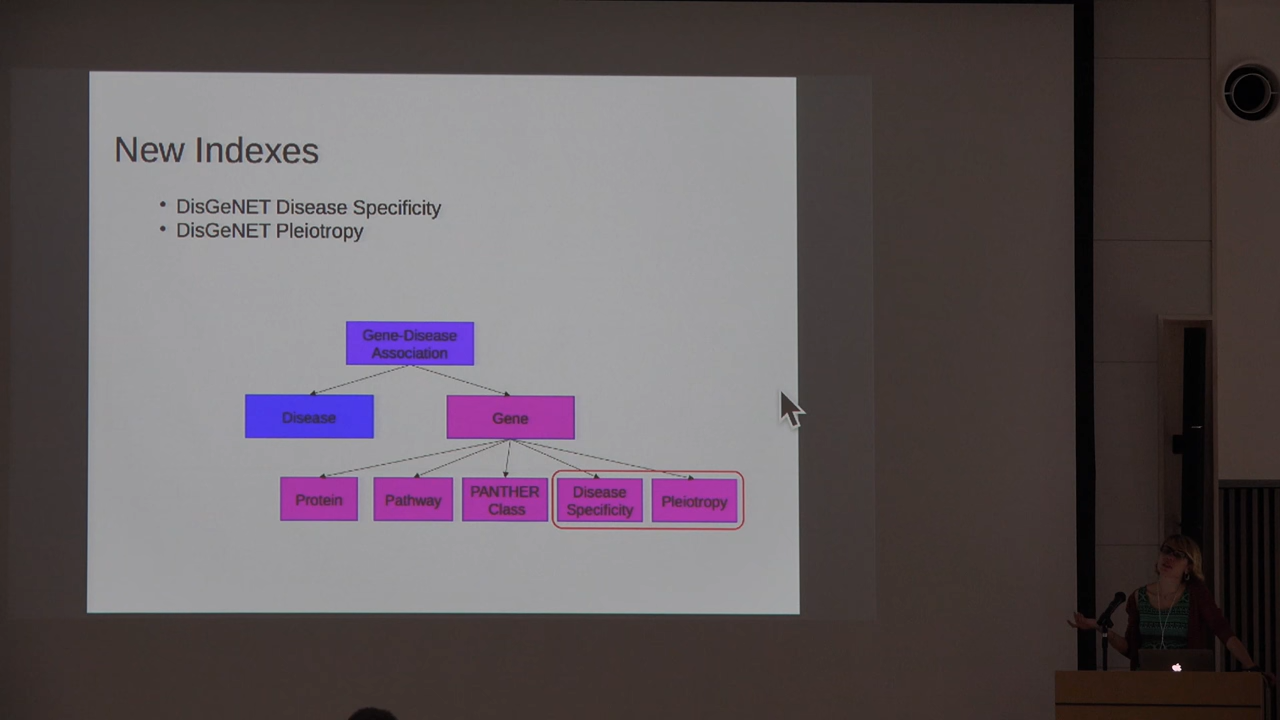 New Indexes
• DisGeNET Disease Specificity
• DisGeNET Pleiotropy
Gene-Disease
Association
Disease
Gene
Protein
Pathway
PANTHER
Class
Disease
Specificity
Pleiotropy